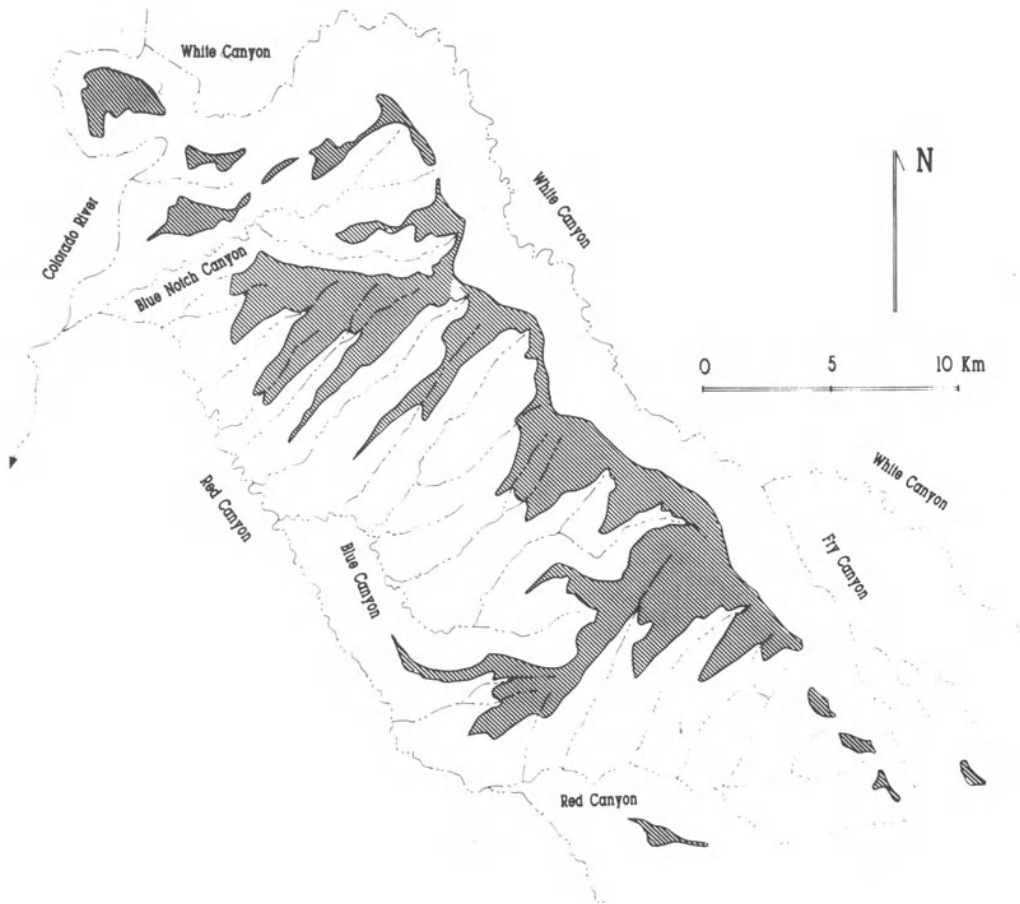 White Canyon
N
White Canyon
Colorado River
Blue Notch Canyon
0 5 10 Km
White Canyon
Red Canyon
Fry Canyon
Blue Canyon
Red Canyon